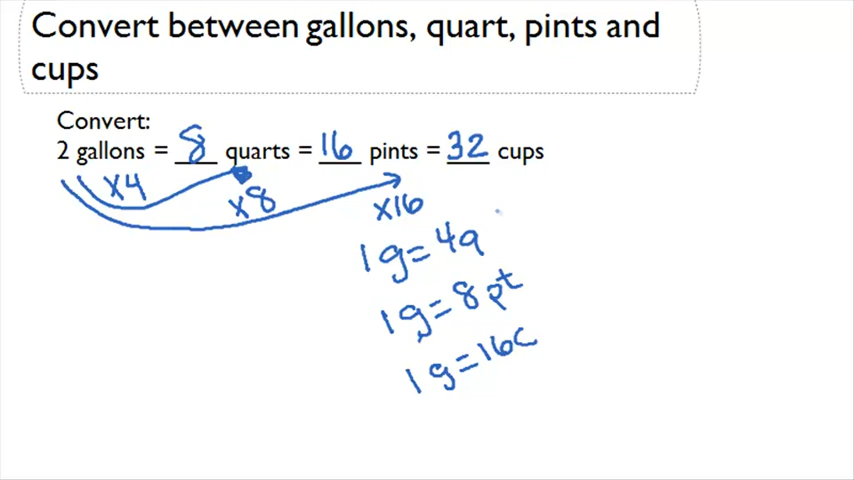 Convert between gallons, quart, pints and
cups
Convert:
2 gallons = 8 quarts = 16 pints = 32 cups
x4
x8
x16
1g=4q
1g=8pt
1g=16c